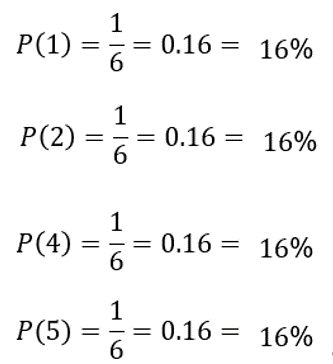 P(1) = 1/6 = 0.16 = 16%
P(2) = 1/6 = 0.16 = 16%
P(4) = 1/6 = 0.16 = 16%
P(5) = 1/6 = 0.16 = 16%